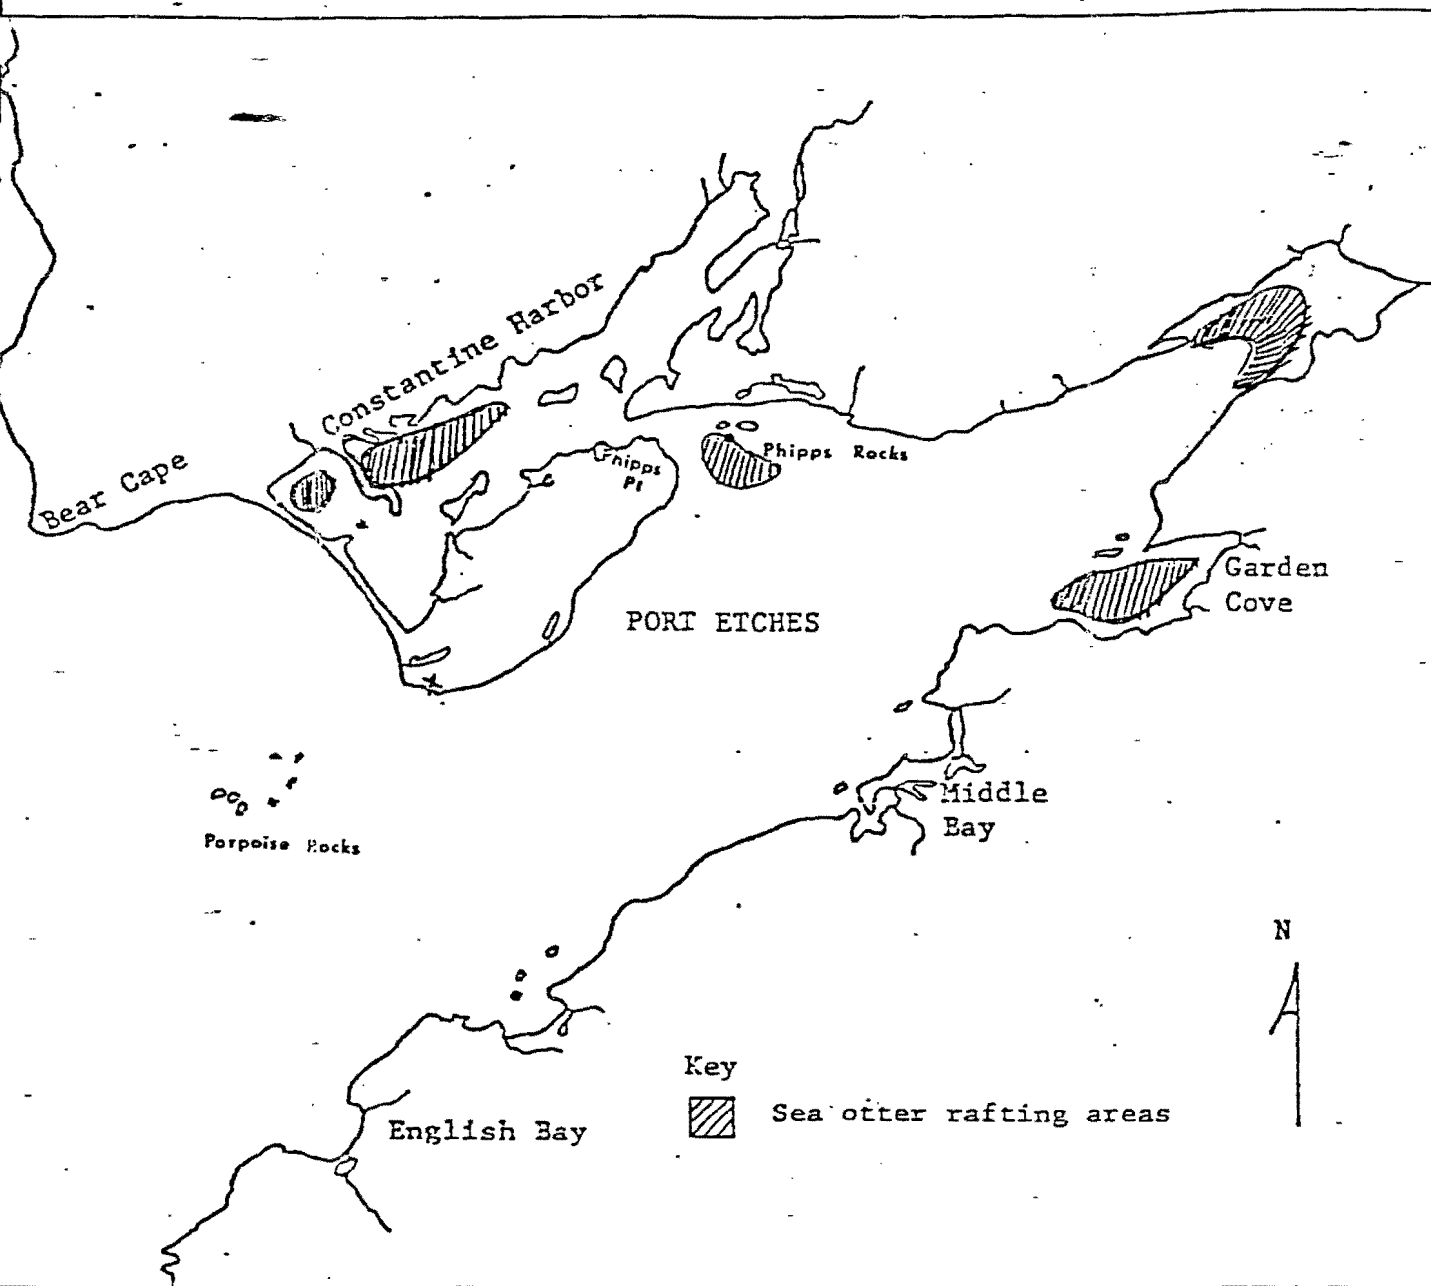 Constantine Harbor
Bear Cape
Phipps
Pt
Phipps Rocks
PORT ETCHES
Garden
Cove
Middle
Bay
Porpoise Rocks
N
Key
Sea otter rafting areas
English Bay